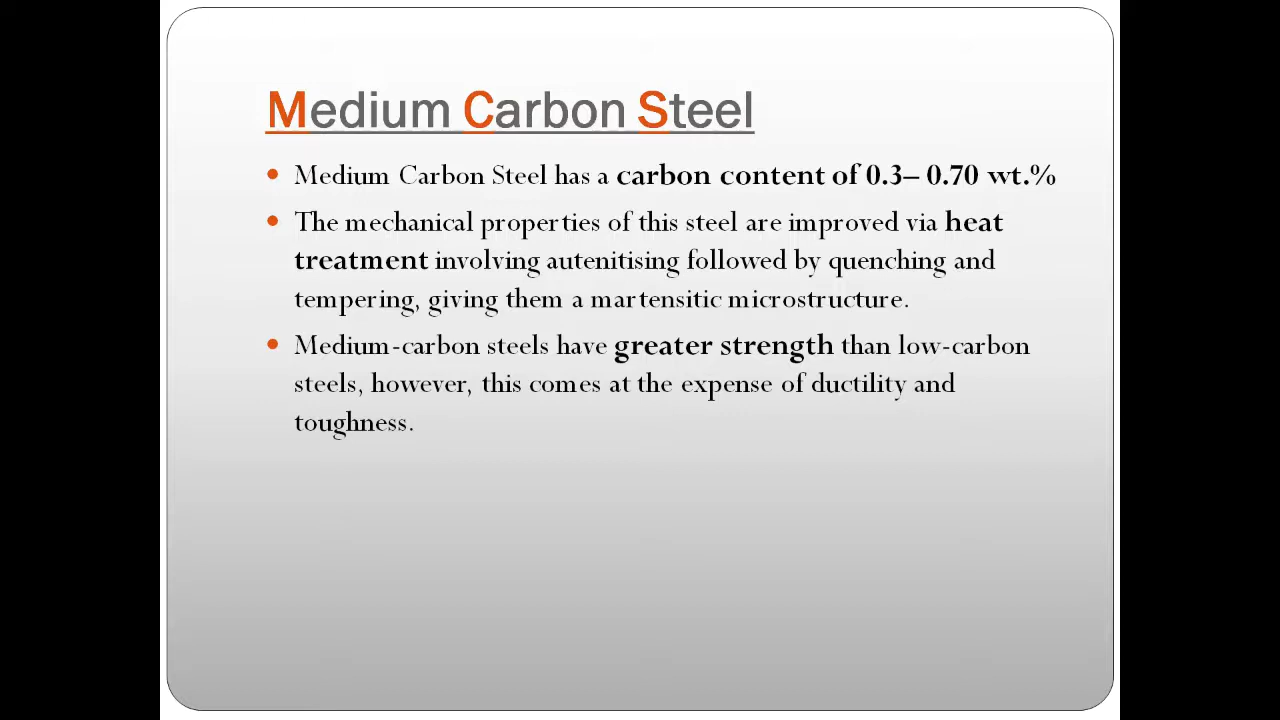 Medium Carbon Steel
• Medium Carbon Steel has a carbon content of 0.3– 0.70 wt.%
• The mechanical properties of this steel are improved via heat
treatment involving autenitising followed by quenching and
tempering, giving them a martensitic microstructure.
• Medium-carbon steels have greater strength than low-carbon
steels, however, this comes at the expense of ductility and
toughness.